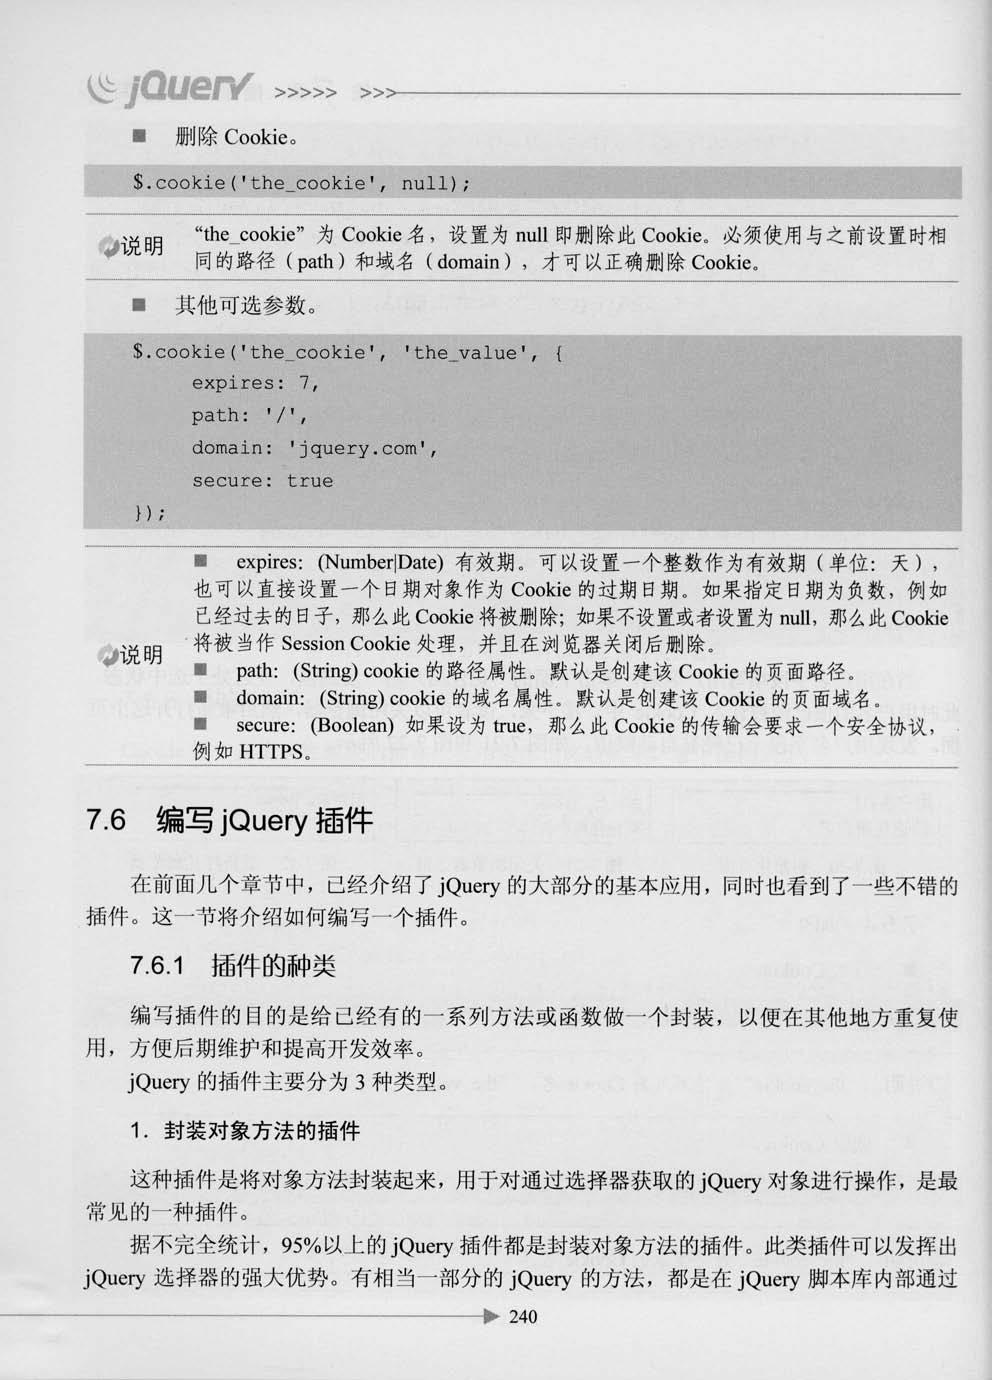 jQuery >>>>> >>>
■ 删除 Cookie。
$.cookie('the_cookie', null);
说明
“the_cookie”为 Cookie 名，设置为 null 即删除此 Cookie。必须使用与之前设置时相
同的路径（path）和域名（domain），才可以正确删除 Cookie。
■ 其他可选参数。
$.cookie('the_cookie', 'the_value', {
expires: 7,
path: '/',
domain: 'jquery.com',
secure: true
});
说明
■ expires: (Number|Date) 有效期。可以设置一个整数作为有效期（单位：天），
也可以直接设置一个日期对象作为 Cookie 的过期日期。如果指定日期为负数，例如
已经过去的日子，那么此 Cookie 将被删除；如果不设置或者设置为 null，那么此 Cookie
将被当作 Session Cookie 处理，并且在浏览器关闭后删除。
■ path: (String) cookie 的路径属性。默认是创建该 Cookie 的页面路径。
■ domain: (String) cookie 的域名属性。默认是创建该 Cookie 的页面域名。
■ secure: (Boolean) 如果设为 true，那么此 Cookie 的传输会要求一个安全协议，
例如 HTTPS。
7.6 编写 jQuery 插件
在前面几个章节中，已经介绍了 jQuery 的大部分的基本应用，同时也看到了一些不错的
插件。这一节将介绍如何编写一个插件。
7.6.1 插件的种类
编写插件的目的是给已经有的一系列方法或函数做一个封装，以便在其他地方重复使
用，方便后期维护和提高开发效率。
jQuery 的插件主要分为 3 种类型。
1．封装对象方法的插件
这种插件是将对象方法封装起来，用于对通过选择器获取的 jQuery 对象进行操作，是最
常见的一种插件。
据不完全统计，95%以上的 jQuery 插件都是封装对象方法的插件。此类插件可以发挥出
jQuery 选择器的强大优势。有相当一部分的 jQuery 的方法，都是在 jQuery 脚本库内部通过
240